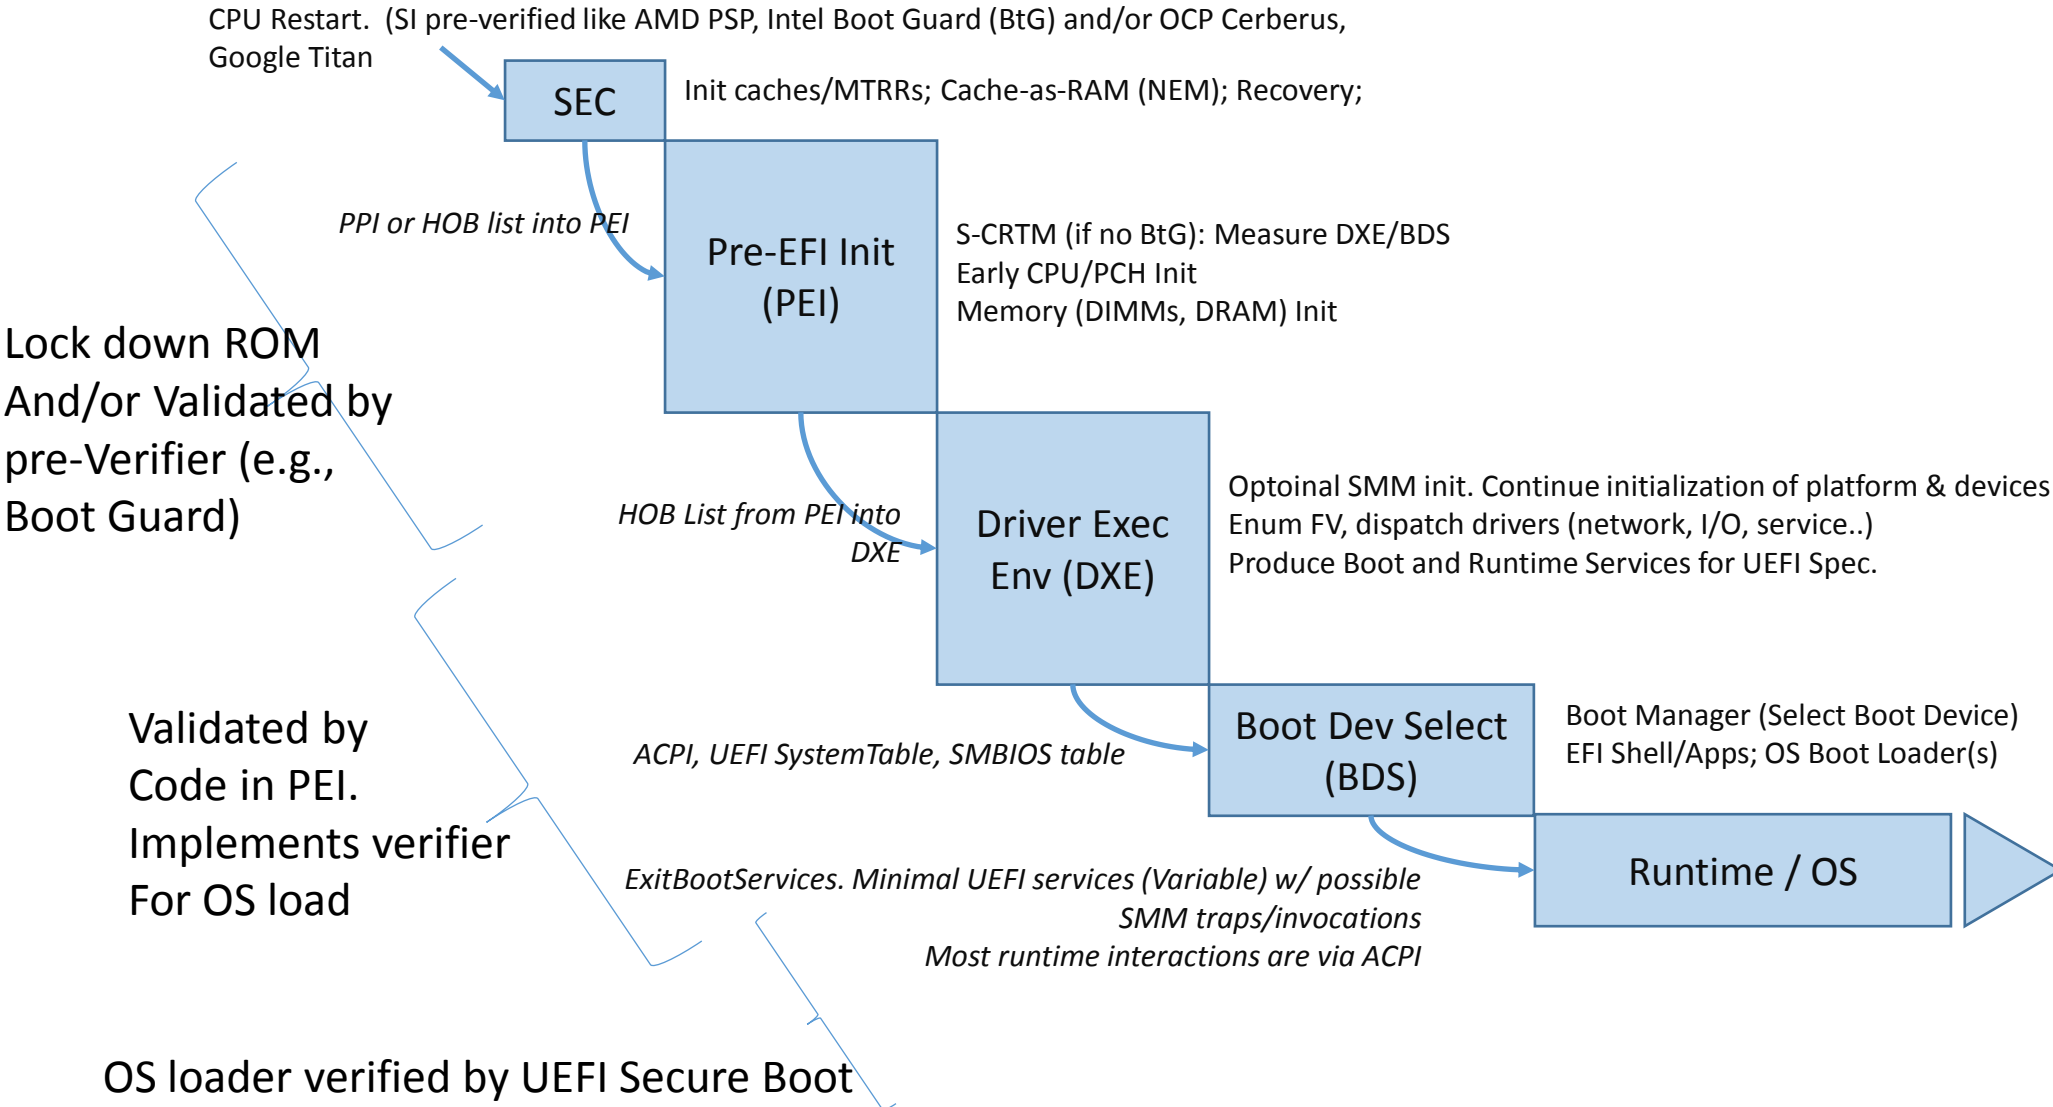 CPU Restart.  (SI pre-verified like AMD PSP, Intel Boot Guard (BtG) and/or OCP Cerberus,
Google Titan
SEC
Init caches/MTRRs; Cache-as-RAM (NEM); Recovery;
PPI or HOB list into PEI
Pre-EFI Init
(PEI)
S-CRTM (if no BtG): Measure DXE/BDS
Early CPU/PCH Init
Memory (DIMMs, DRAM) Init
Lock down ROM
And/or Validated by
pre-Verifier (e.g.,
Boot Guard)
HOB List from PEI into
DXE
Driver Exec
Env (DXE)
Optoinal SMM init. Continue initialization of platform & devices
Enum FV, dispatch drivers (network, I/O, service..)
Produce Boot and Runtime Services for UEFI Spec.
Validated by
Code in PEI.
Implements verifier
For OS load
ACPI, UEFI SystemTable, SMBIOS table
Boot Dev Select
(BDS)
Boot Manager (Select Boot Device)
EFI Shell/Apps; OS Boot Loader(s)
ExitBootServices. Minimal UEFI services (Variable) w/ possible
SMM traps/invocations
Most runtime interactions are via ACPI
Runtime / OS
OS loader verified by UEFI Secure Boot